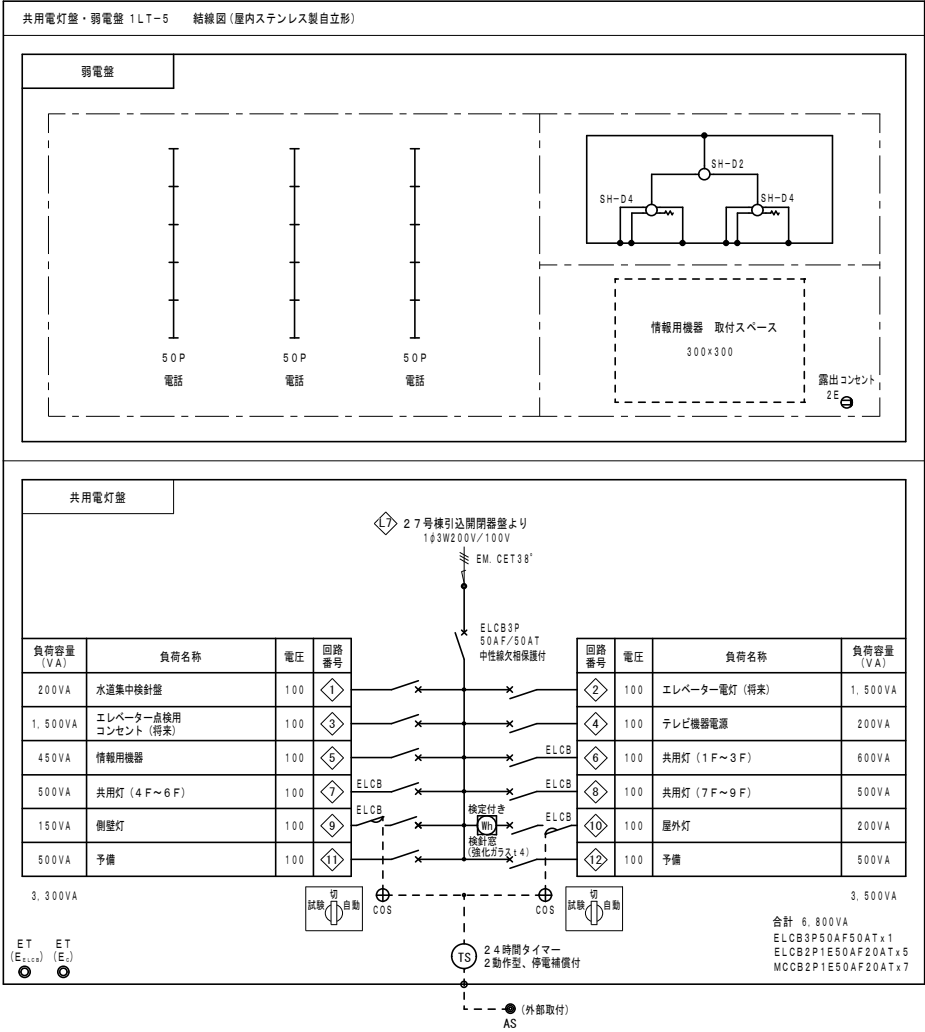 共用電灯盤・弱電盤 1LT-5 結線図(屋内ステンレス製自立形)
弱電盤
SH-D2
SH-D4
SH-D4
50P
電話
50P
電話
50P
電話
情報用機器 取付スペース
300×300
露出コンセント
2E
共用電灯盤
L7 27号棟引込開閉器盤より
1φ3W200V/100V
EM. CET38°
ELCB3P
50AF/50AT
中性線欠相保護付
負荷容量
(VA)
負荷名称
電圧
回路
番号
200VA 水道集中検針盤 100 1
1,500VA エレベーター点検用
コンセント (将来) 100 3
450VA 情報用機器 100 5
500VA 共用灯 (4F~6F) 100 7
150VA 側壁灯 100 9
500VA 予備 100 11
3,300VA
ELCB
ELCB
検定付き
Wh
検針窓
(強化ガラスt4)
ELCB
ELCB
回路
番号
電圧
負荷名称
負荷容量
(VA)
2 100 エレベーター電灯 (将来) 1,500VA
4 100 テレビ機器電源 200VA
6 100 共用灯 (1F~3F) 600VA
8 100 共用灯 (7F~9F) 500VA
10 100 屋外灯 200VA
12 100 予備 500VA
3,500VA
切
試験 自動
COS
COS
切
試験 自動
合計 6,800VA
ELCB3P50AF50ATx1
ELCB2P1E50AF20ATx5
MCCB2P1E50AF20ATx7
ET
(EELCB)
ET
(EC)
TS
24時間タイマー
2動作型、停電補償付
(外部取付)
AS